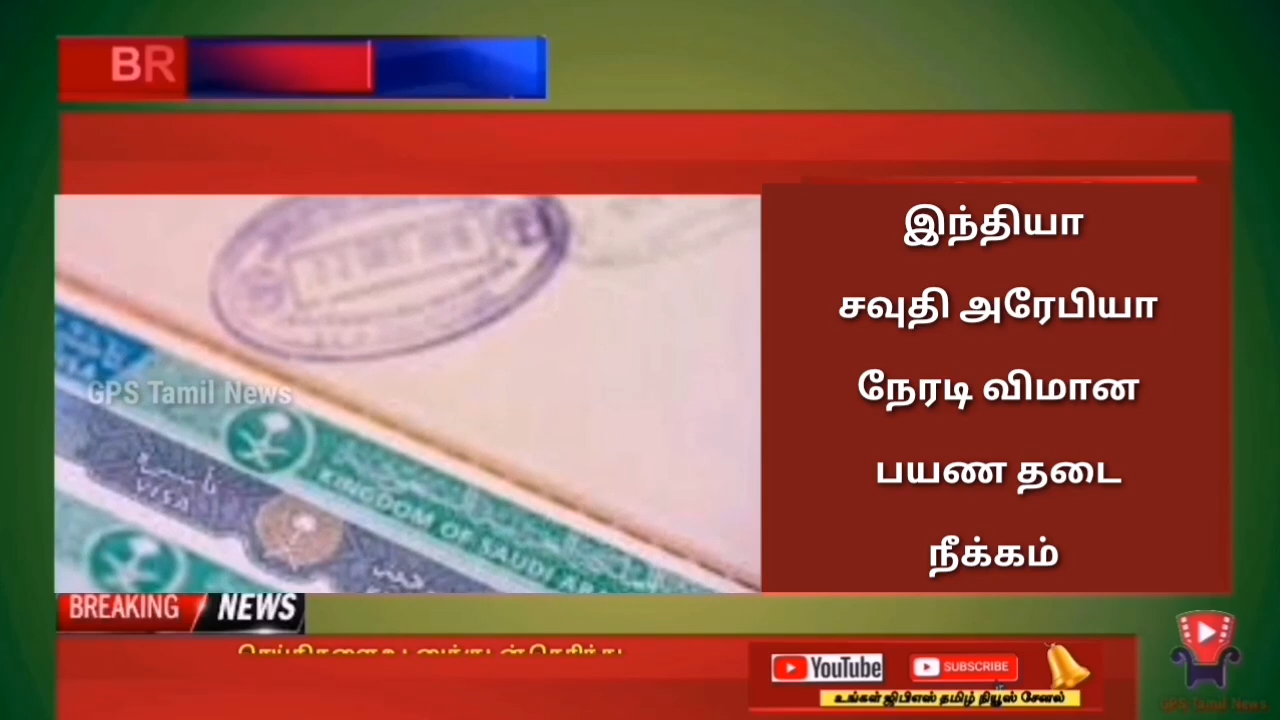 BR
இந்தியா
சவுதி அரேபியா
நேரடி விமான
பயண தடை
நீக்கம்
GPS Tamil News
VISA
KINGDOM OF SAUDI
BREAKING NEWS
YouTube
SUBSCRIBE
உங்கள் ஜிபிஎஸ் தமிழ் நியூஸ் சேனல்
GPS Tamil News